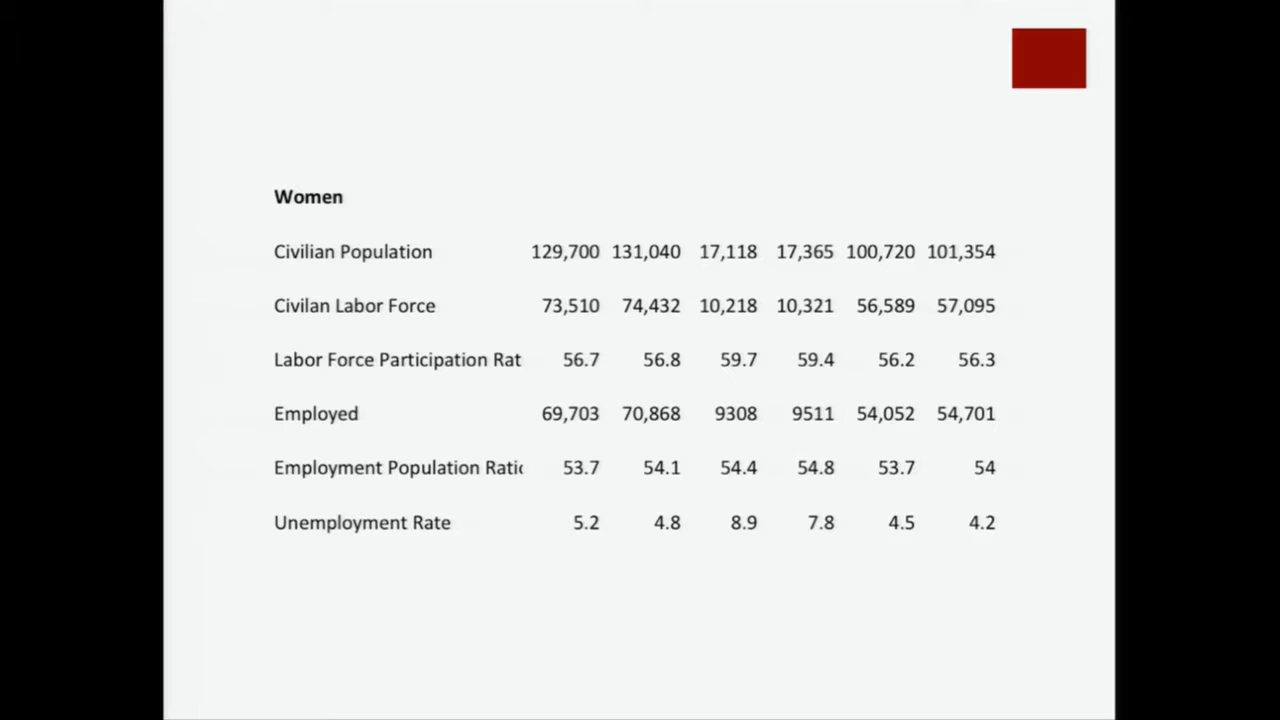 Women
Civilian Population 129,700 131,040 17,118 17,365 100,720 101,354
Civilan Labor Force 73,510 74,432 10,218 10,321 56,589 57,095
Labor Force Participation Rat 56.7 56.8 59.7 59.4 56.2 56.3
Employed 69,703 70,868 9308 9511 54,052 54,701
Employment Population Ratio 53.7 54.1 54.4 54.8 53.7 54
Unemployment Rate 5.2 4.8 8.9 7.8 4.5 4.2